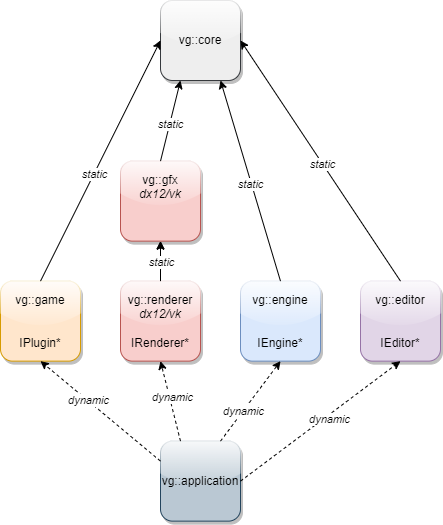 vg::core
static
static
static
static
vg::gfx
dx12/vk
static
vg::game
IPlugin*
vg::renderer
dx12/vk
IRenderer*
vg::engine
IEngine*
vg::editor
IEditor*
dynamic
dynamic
dynamic
dynamic
vg::application